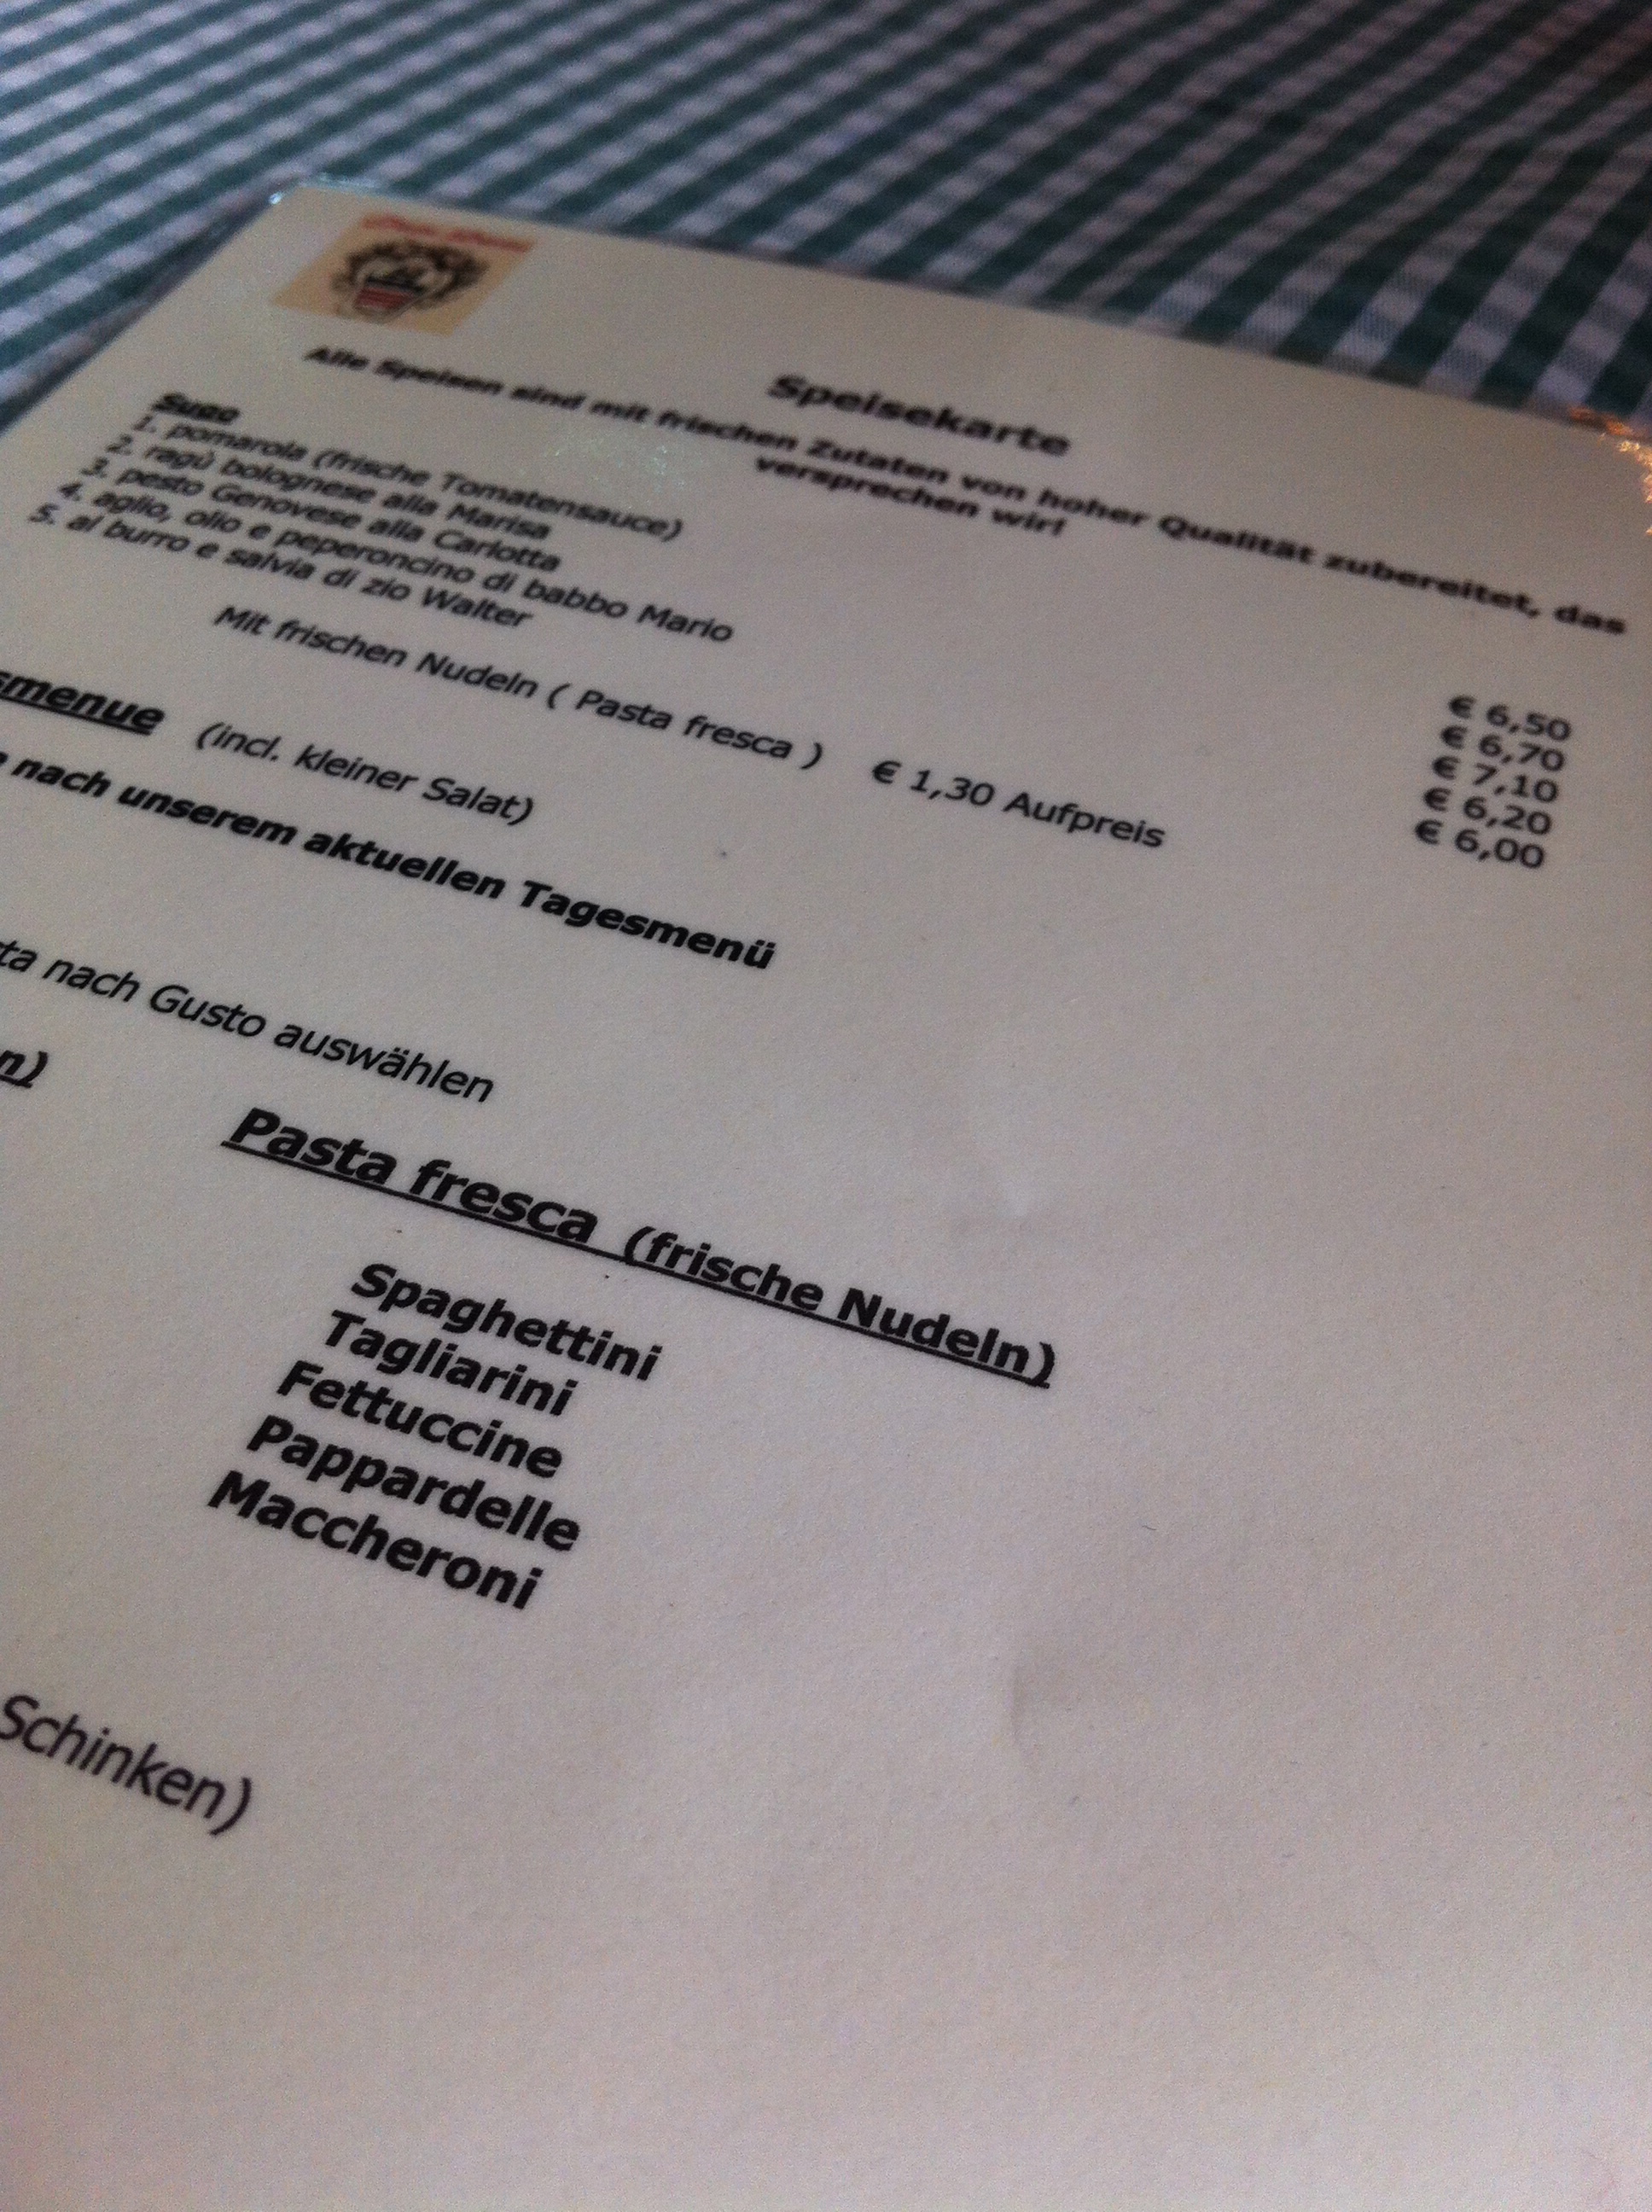 Speisekarte
Alle Speisen sind mit frischen Zutaten von hoher Qualität zubereitet, das
versprechen wir!
Sugo
1. pomarola (frische Tomatensauce) € 6,50
2. ragù bolognese alla Marisa € 6,70
3. pesto Genovese alla Carlotta € 7,10
4. aglio, olio e peperoncino di babbo Mario € 6,20
5. al burro e salvia di zio Walter € 6,00
Mit frischen Nudeln ( Pasta fresca ) € 1,30 Aufpreis
smenue (incl. kleiner Salat)
nach unserem aktuellen Tagesmenü
ta nach Gusto auswählen
n)
Pasta fresca (frische Nudeln)
Spaghettini
Tagliarini
Fettuccine
Pappardelle
Maccheroni
Schinken)